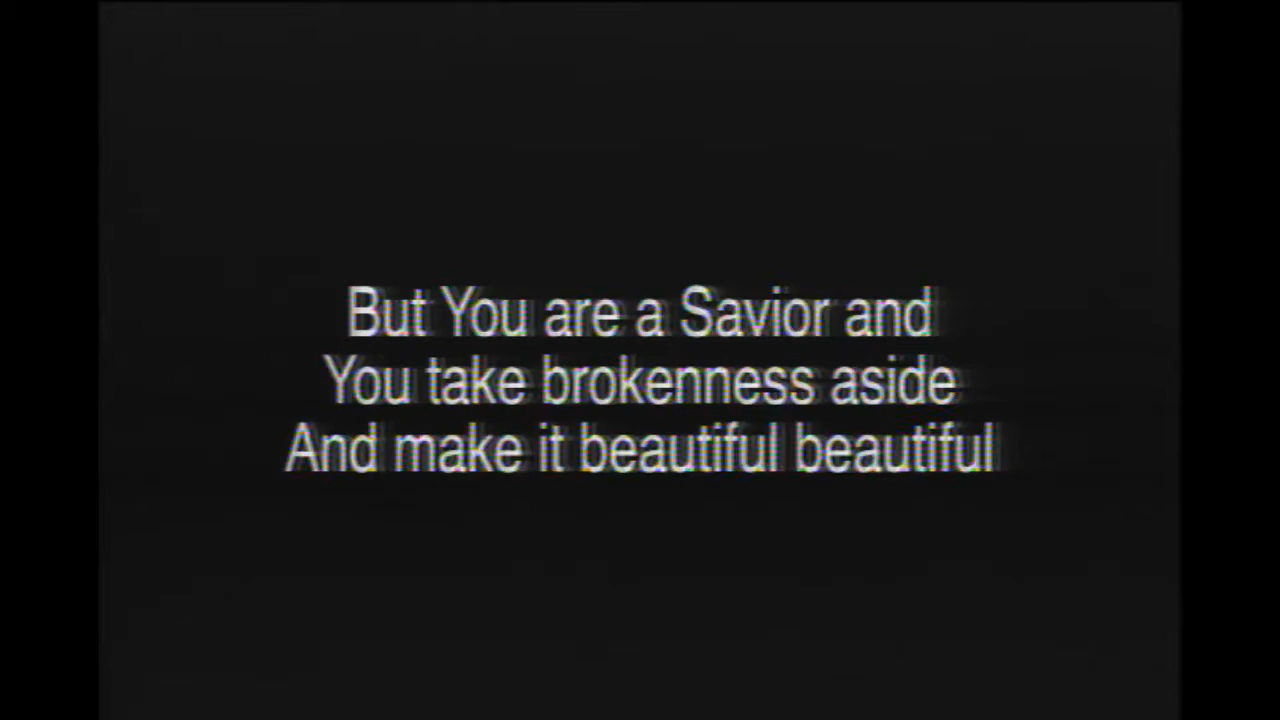 But You are a Savior and
You take brokenness aside
And make it beautiful beautiful